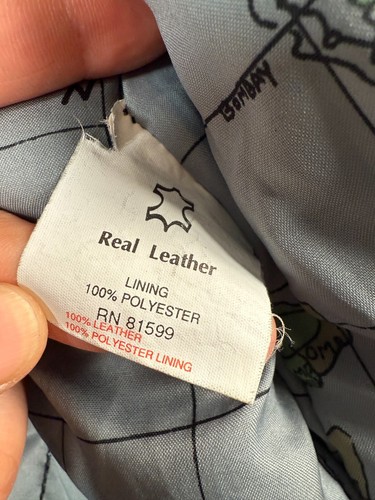 BOMBAY
Real Leather
LINING
100% POLYESTER
RN 81599
100% LEATHER
100% POLYESTER LINING